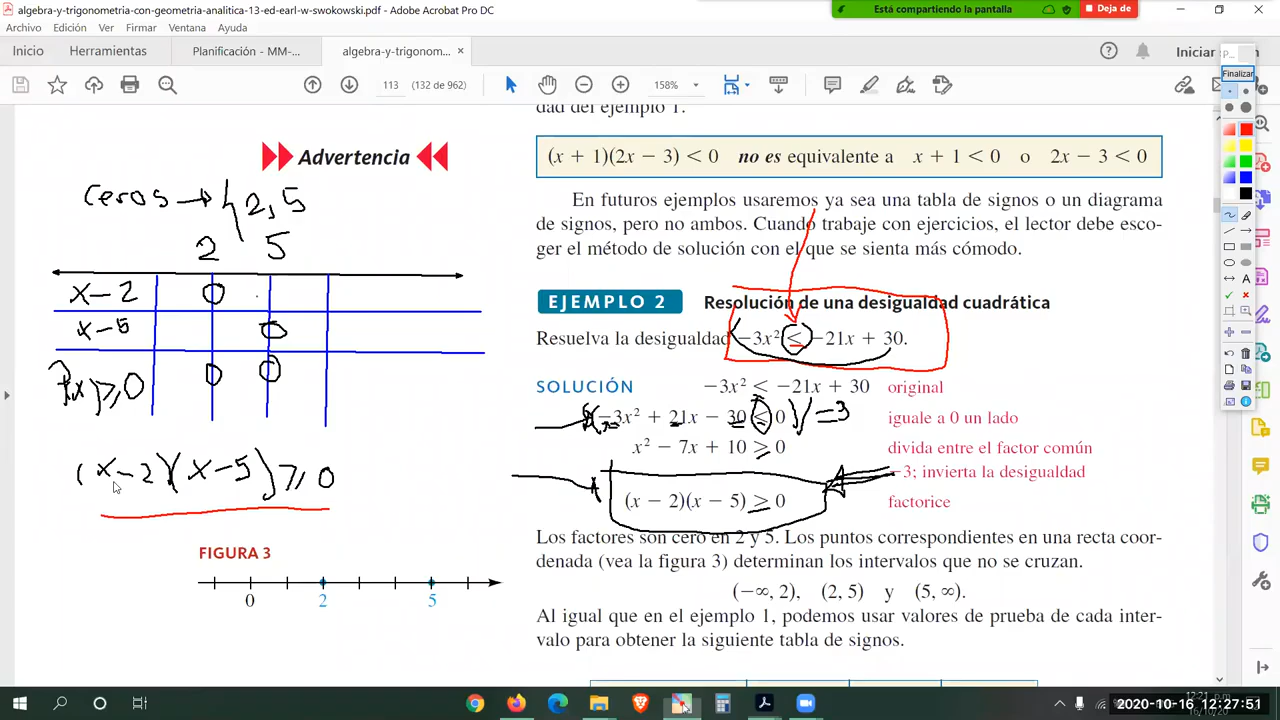 algebra-y-trigonometria-con-geometria-analitica-13-ed-earl-w-swokowski.pdf - Adobe Acrobat Pro DC
Está compartiendo la pantalla
Deja de
Archivo Edición Ver Firmar Ventana Ayuda
Inicio Herramientas Planificación - MM-... algebra-y-trigonom... × Iniciar
113 (132 de 962) 158%
Finalizar
dad del ejemplo 1.
Advertencia
(x + 1)(2x − 3) < 0 no es equivalente a x + 1 < 0 o 2x − 3 < 0
ceros → { 2, 5
2 5
x-2 0
x-5 0
P(x) ≥ 0 0 0
(x-2)(x-5) ≥ 0
En futuros ejemplos usaremos ya sea una tabla de signos o un diagrama
de signos, pero no ambos. Cuando trabaje con ejercicios, el lector debe esco-
ger el método de solución con el que se sienta más cómodo.
EJEMPLO 2 Resolución de una desigualdad cuadrática
Resuelva la desigualdad −3x² ≤ −21x + 30.
SOLUCIÓN −3x² ≤ −21x + 30 original
−3x² + 21x − 30 ≤ 0 ÷-3 iguale a 0 un lado
x² − 7x + 10 ≥ 0 divida entre el factor común
−3; invierta la desigualdad
(x − 2)(x − 5) ≥ 0 factorice
FIGURA 3
0 2 5
Los factores son cero en 2 y 5. Los puntos correspondientes en una recta coor-
denada (vea la figura 3) determinan los intervalos que no se cruzan.
(−∞, 2), (2, 5) y (5, ∞).
Al igual que en el ejemplo 1, podemos usar valores de prueba de cada inter-
valo para obtener la siguiente tabla de signos.
2020-10-16 12:27:51